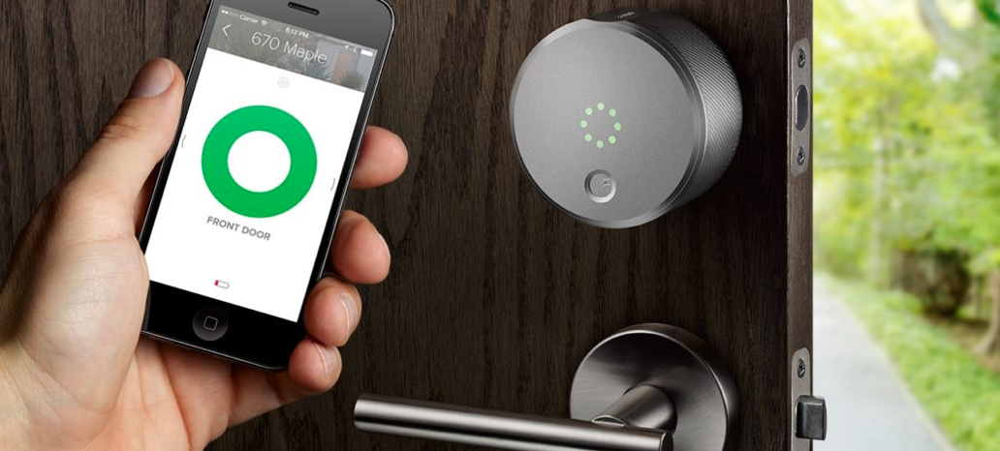 Carrier 8:12 PM
670 Maple
FRONT DOOR